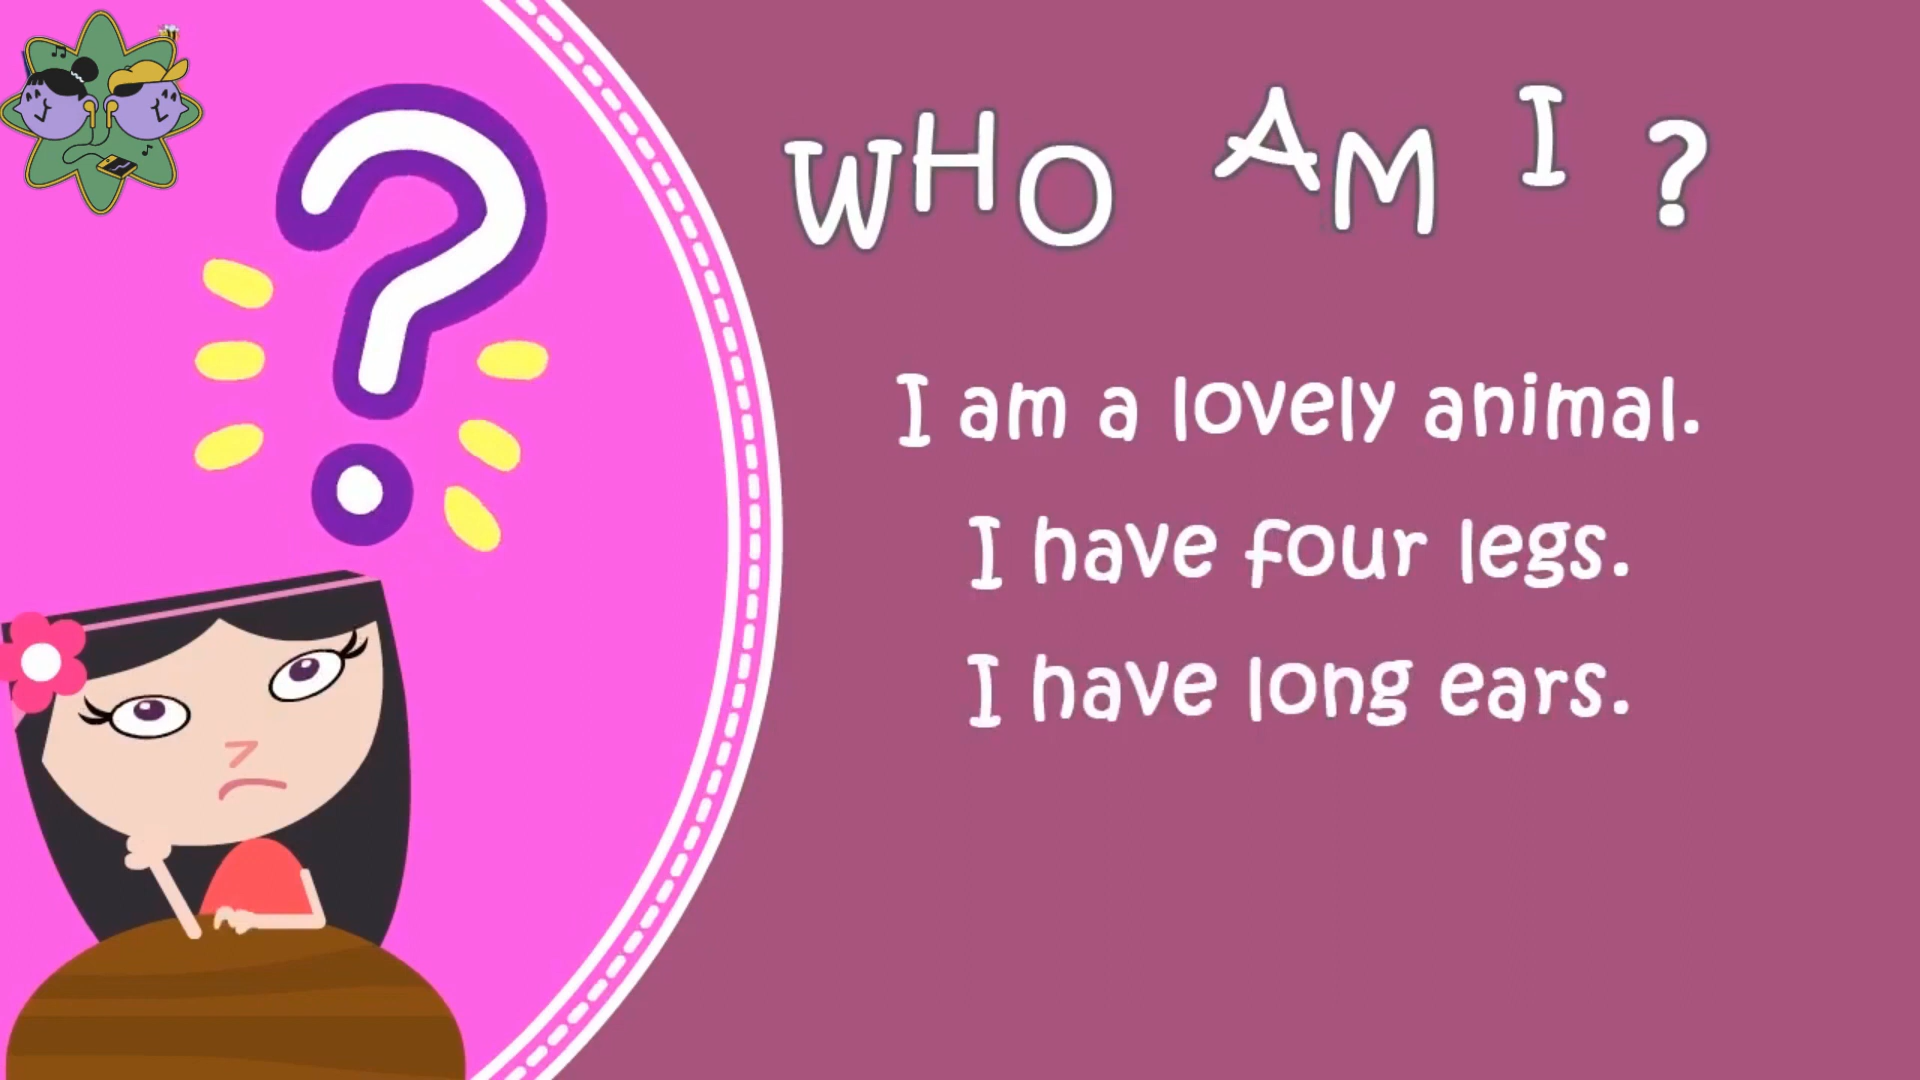 WHO AM I ?
I am a lovely animal.
I have four legs.
I have long ears.